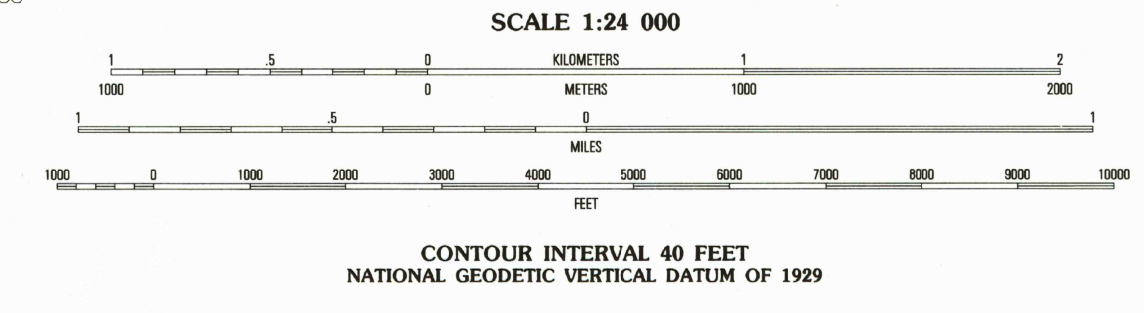 SCALE 1:24 000
1 .5 0 KILOMETERS 1 2
1000 0 METERS 1000 2000
1 .5 0 1
MILES
1000 0 1000 2000 3000 4000 5000 6000 7000 8000 9000 10000
FEET
CONTOUR INTERVAL 40 FEET
NATIONAL GEODETIC VERTICAL DATUM OF 1929